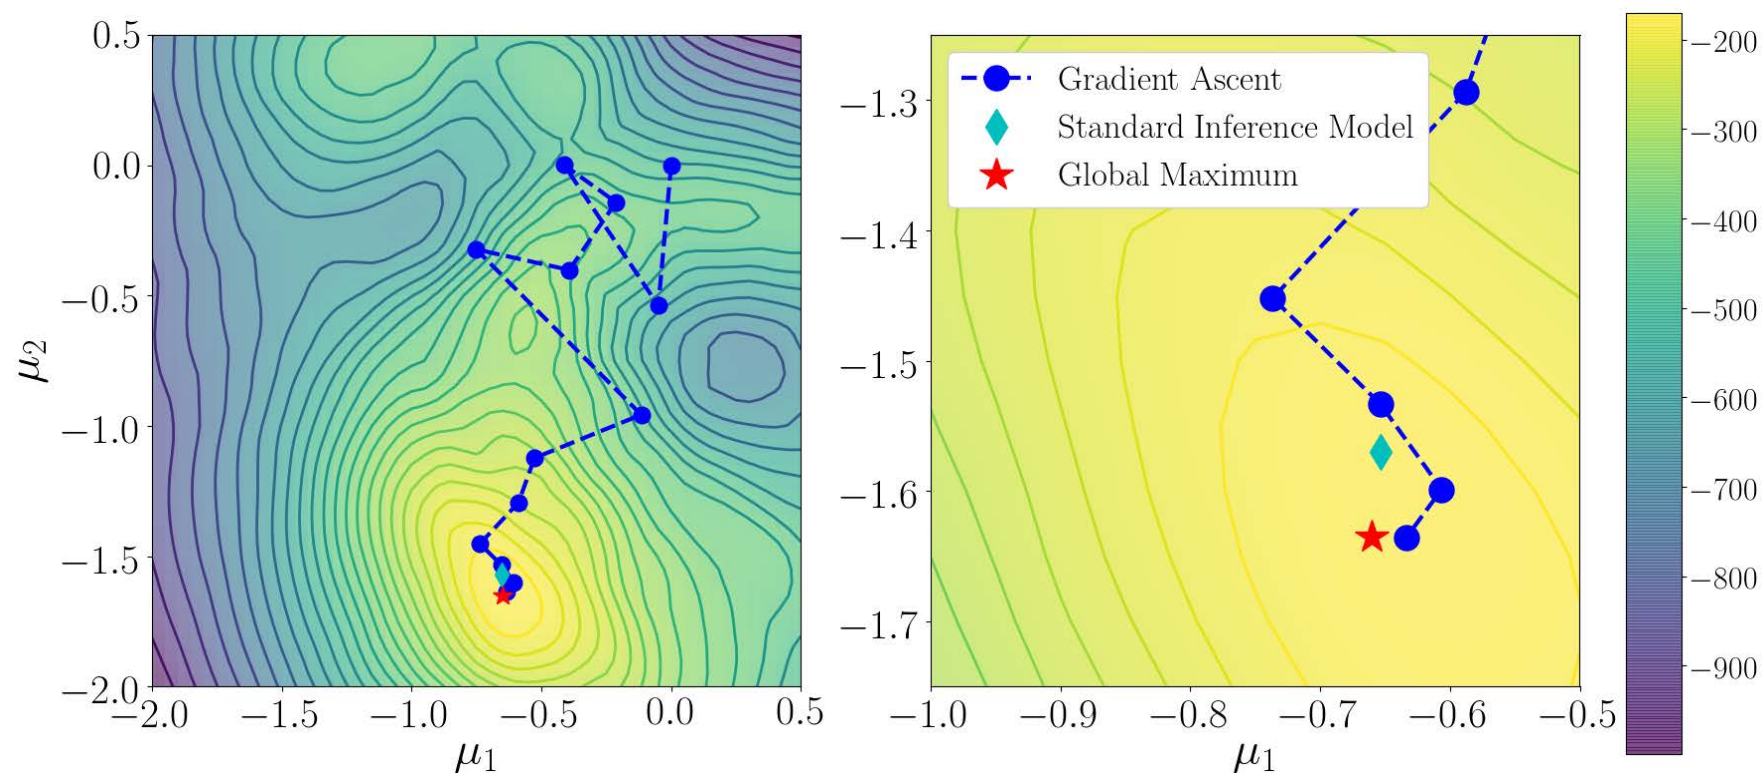 0.5
0.0
−0.5
−1.0
−1.5
−2.0
μ2
−2.0 −1.5 −1.0 −0.5 0.0 0.5
μ1
Gradient Ascent
Standard Inference Model
Global Maximum
−1.3
−1.4
−1.5
−1.6
−1.7
−1.0 −0.9 −0.8 −0.7 −0.6 −0.5
μ1
−200
−300
−400
−500
−600
−700
−800
−900